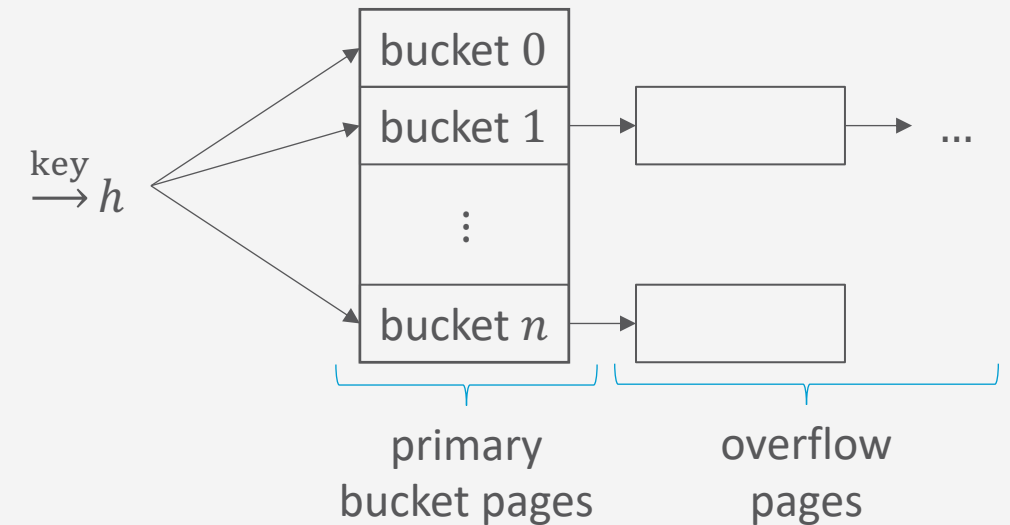 bucket 0
bucket 1
...
key
⟶ h
⋮
bucket n
primary
bucket pages
overflow
pages